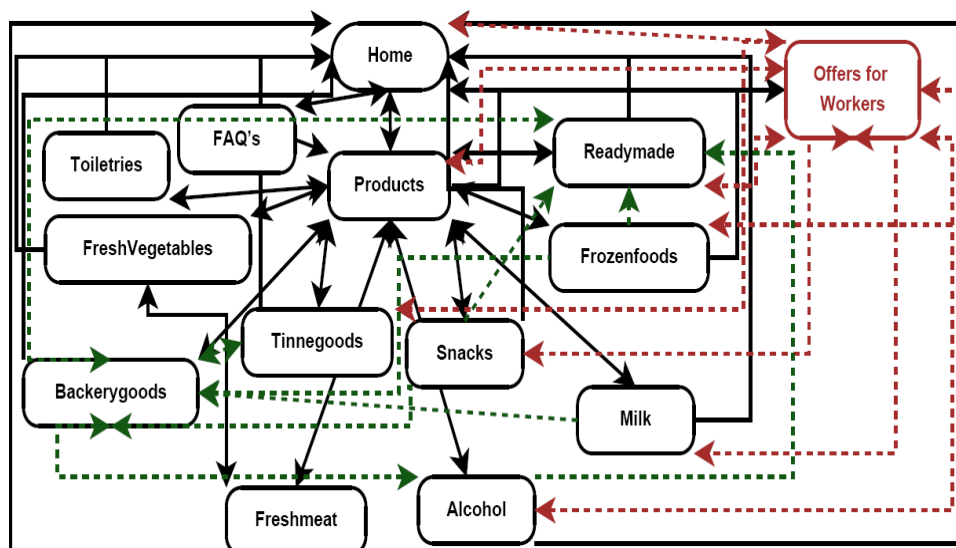 Home
Offers for
Workers
FAQ's
Toiletries
Readymade
Products
FreshVegetables
Frozenfoods
Tinnegoods
Snacks
Backerygoods
Milk
Alcohol
Freshmeat